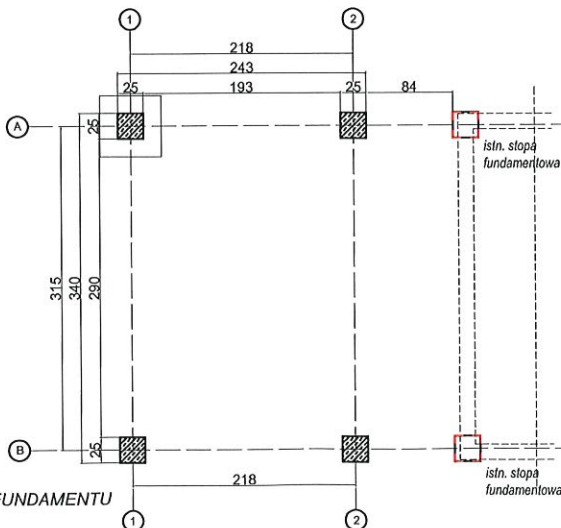 1 2
218
243
25 193 25 84
A
25
istn. stopa
fundamentowa
315 340 290
25
B
istn. stopa
fundamentowa
218
FUNDAMENTU
1 2